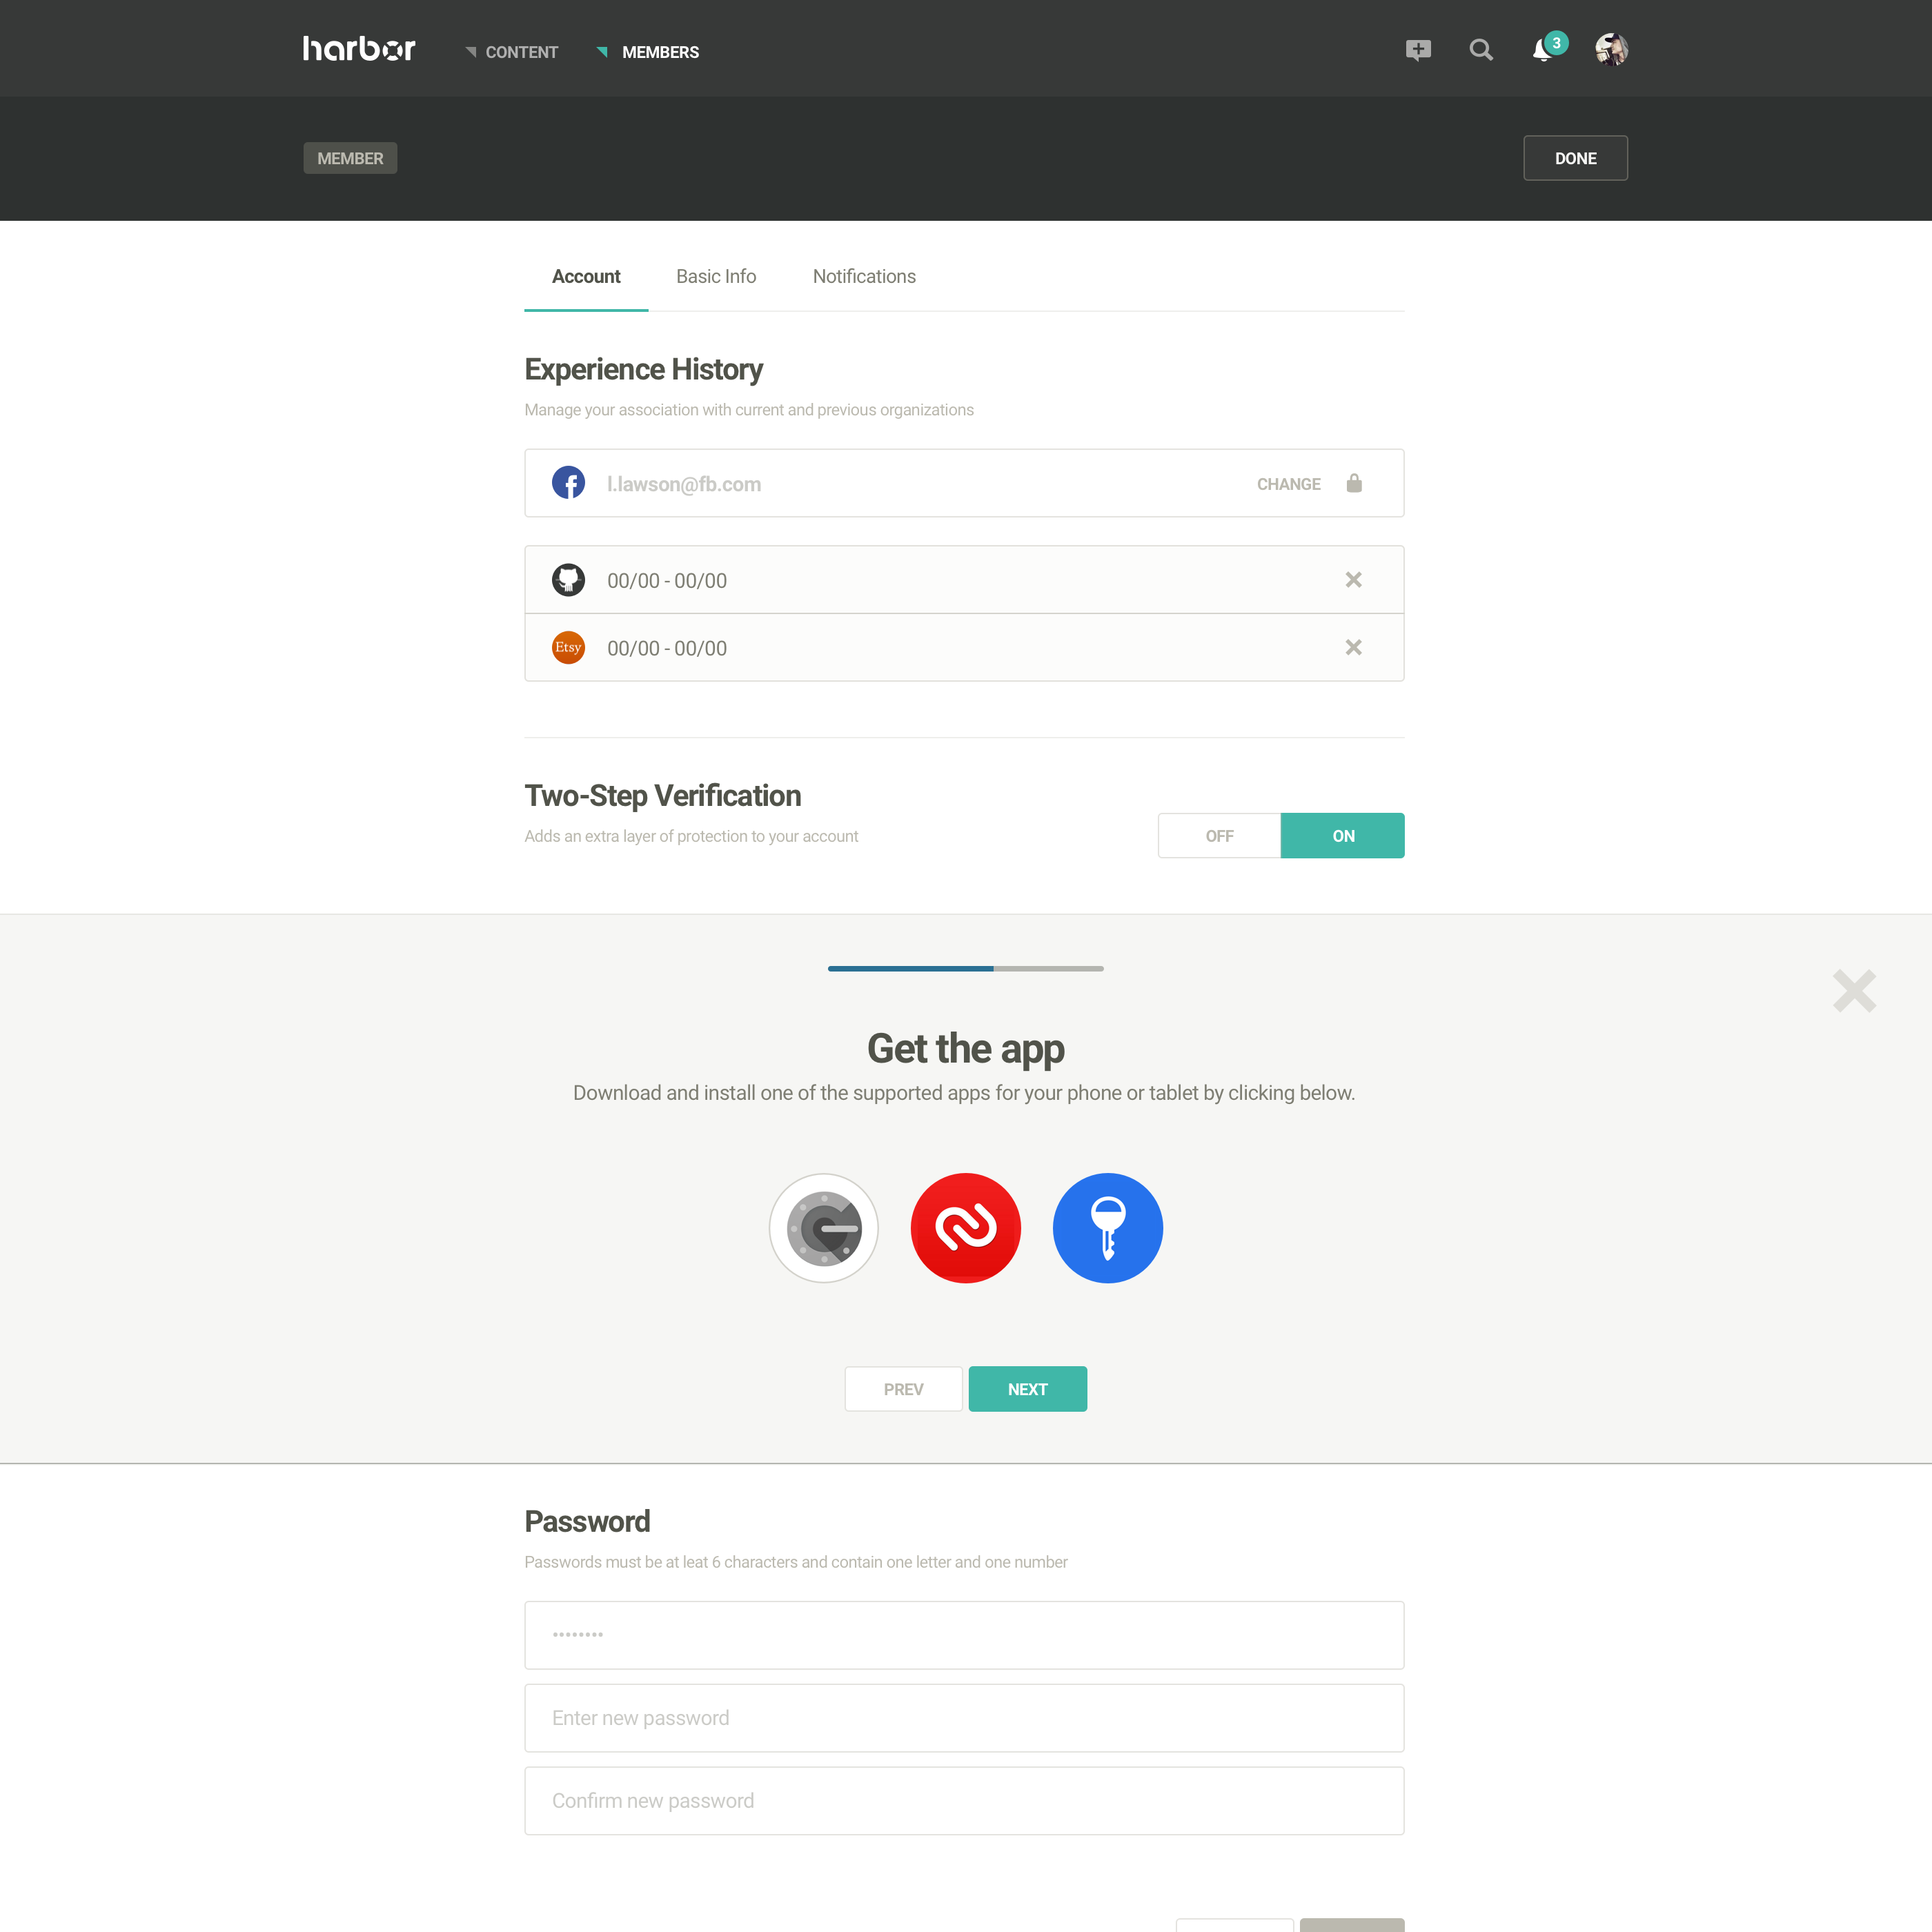 harbor
CONTENT
MEMBERS
3
MEMBER
DONE
Account
Basic Info
Notifications
Experience History
Manage your association with current and previous organizations
l.lawson@fb.com
CHANGE
00/00 - 00/00
Etsy
00/00 - 00/00
Two-Step Verification
Adds an extra layer of protection to your account
OFF
ON
Get the app
Download and install one of the supported apps for your phone or tablet by clicking below.
PREV
NEXT
Password
Passwords must be at leat 6 characters and contain one letter and one number
••••••••
Enter new password
Confirm new password